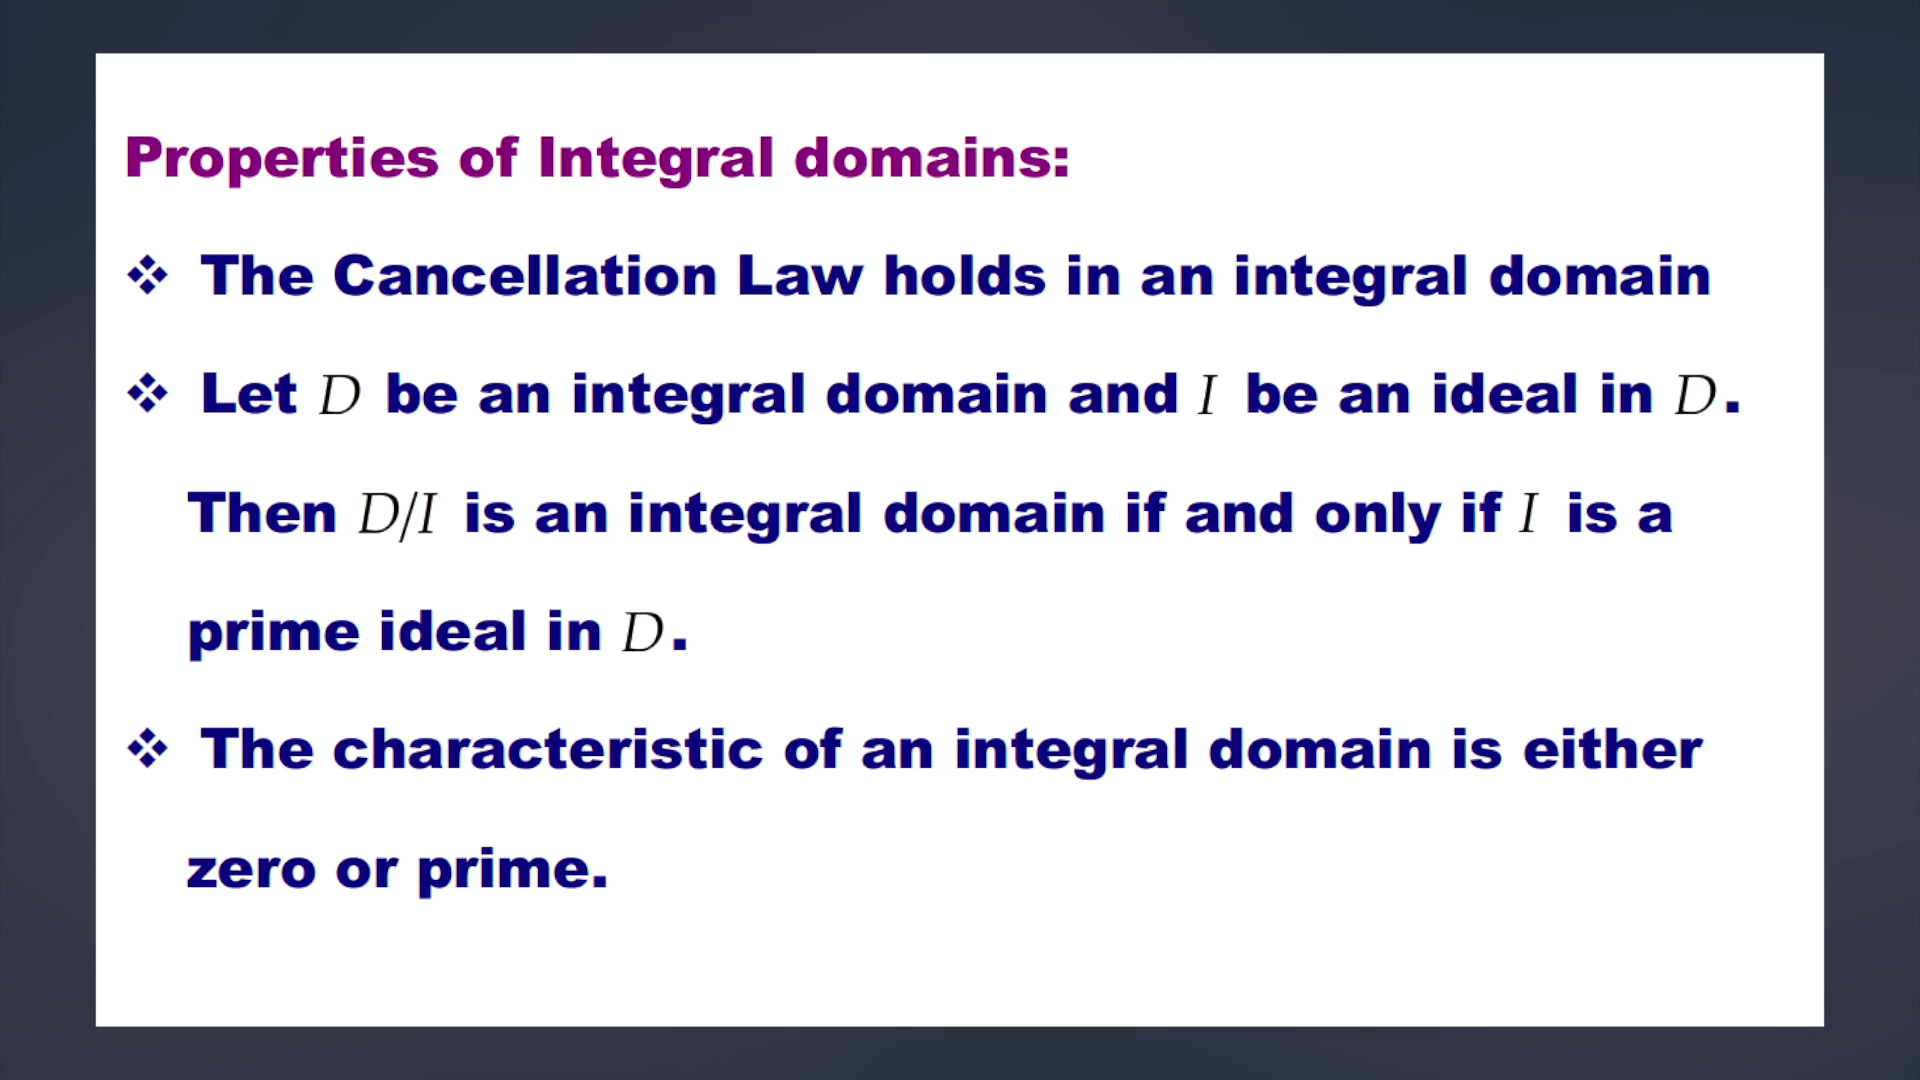 Properties of Integral domains:
❖ The Cancellation Law holds in an integral domain
❖ Let D be an integral domain and I be an ideal in D.
Then D/I is an integral domain if and only if I is a
prime ideal in D.
❖ The characteristic of an integral domain is either
zero or prime.